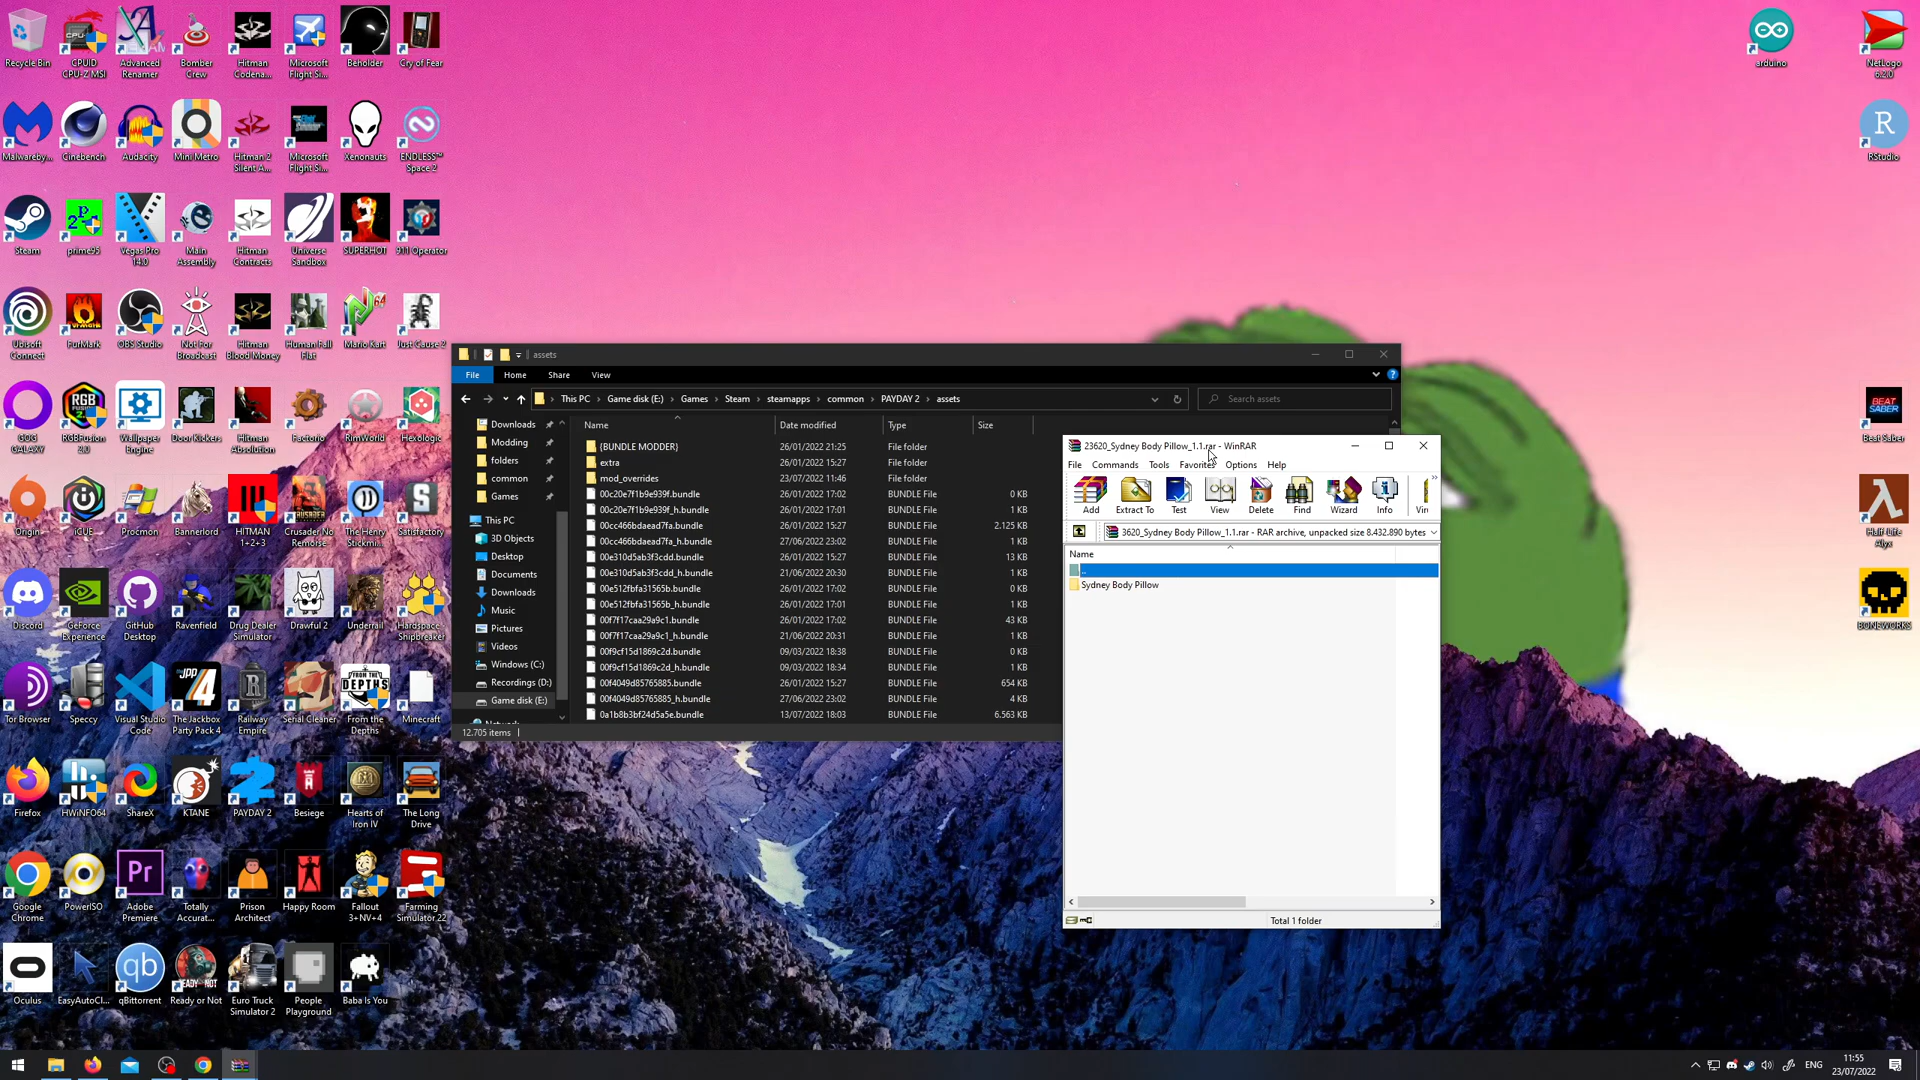 Recycle Bin
CPUID CPU-Z MSI
Advanced Renamer
Bomber Crew
Hitman Codena...
Microsoft Flight Si...
Beholder
Cry of Fear
arduino
NetLogo 6.2.0
Malwareby...
Cinebench
Audacity
Mini Metro
Hitman 2 Silent A...
Microsoft Flight Si...
Xenonauts
ENDLESS™ Space 2
RStudio
Steam
prime95
Vegas Pro 14.0
Main Assembly
Hitman Contracts
Universe Sandbox
SUPERHOT
911 Operator
Ubisoft Connect
FurMark
OBS Studio
Not For Broadcast
Hitman Blood Money
Human Fall Flat
Mario Kart
Just Cause 2
GOG GALAXY
RGBFusion 2.0
Wallpaper Engine
Door Kickers
Hitman Absolution
Factorio
RimWorld
Hexologic
Beat Saber
Origin
iCUE
Procmon
Bannerlord
HITMAN 1+2+3
Crusader No Remorse
The Henry Stickmi...
Satisfactory
Half-Life Alyx
Discord
GeForce Experience
GitHub Desktop
Ravenfield
Drug Dealer Simulator
Drawful 2
Underrail
Hardspace - Shipbreaker
BONEWORKS
Tor Browser
Speccy
Visual Studio Code
The Jackbox Party Pack 4
Railway Empire
Serial Cleaner
From the Depths
Minecraft
Firefox
HWiNFO64
ShareX
KTANE
PAYDAY 2
Besiege
Hearts of Iron IV
The Long Drive
Google Chrome
PowerISO
Adobe Premiere
Totally Accurat...
Prison Architect
Happy Room
Fallout 3+NV+4
Farming Simulator 22
Oculus
EasyAutoCl...
qBittorrent
Ready or Not
Euro Truck Simulator 2
People Playground
Baba Is You
assets
File Home Share View
This PC › Game disk (E:) › Games › Steam › steamapps › common › PAYDAY 2 › assets
Search assets
Downloads
Modding
folders
common
Games
This PC
3D Objects
Desktop
Documents
Downloads
Music
Pictures
Videos
Windows (C:)
Recordings (D:)
Game disk (E:)
Name Date modified Type Size
{BUNDLE MODDER} 26/01/2022 21:25 File folder
extra 26/01/2022 15:27 File folder
mod_overrides 23/07/2022 11:46 File folder
00c20e7f1b9e939f.bundle 26/01/2022 17:02 BUNDLE File 0 KB
00c20e7f1b9e939f_h.bundle 26/01/2022 17:01 BUNDLE File 1 KB
00cc466bdaead7fa.bundle 26/01/2022 15:27 BUNDLE File 2.125 KB
00cc466bdaead7fa_h.bundle 27/06/2022 23:02 BUNDLE File 1 KB
00e310d5ab3f3cdd.bundle 26/01/2022 15:27 BUNDLE File 13 KB
00e310d5ab3f3cdd_h.bundle 21/06/2022 20:30 BUNDLE File 1 KB
00e512fbfa31565b.bundle 26/01/2022 17:02 BUNDLE File 0 KB
00e512fbfa31565b_h.bundle 26/01/2022 17:01 BUNDLE File 1 KB
00f7f17caa29a9c1.bundle 26/01/2022 17:02 BUNDLE File 43 KB
00f7f17caa29a9c1_h.bundle 21/06/2022 20:31 BUNDLE File 1 KB
00f9cf15d1869c2d.bundle 09/03/2022 18:38 BUNDLE File 0 KB
00f9cf15d1869c2d_h.bundle 09/03/2022 18:34 BUNDLE File 1 KB
00f4049d85765885.bundle 26/01/2022 15:27 BUNDLE File 654 KB
00f4049d85765885_h.bundle 27/06/2022 23:02 BUNDLE File 4 KB
0a1b8b3bf24d5a5e.bundle 13/07/2022 18:03 BUNDLE File 6.563 KB
12.705 items
23620_Sydney Body Pillow_1.1.rar - WinRAR
File Commands Tools Favorites Options Help
Add Extract To Test View Delete Find Wizard Info Vir
3620_Sydney Body Pillow_1.1.rar - RAR archive, unpacked size 8.432.890 bytes
Name
..
Sydney Body Pillow
Total 1 folder
ENG
11:55
23/07/2022